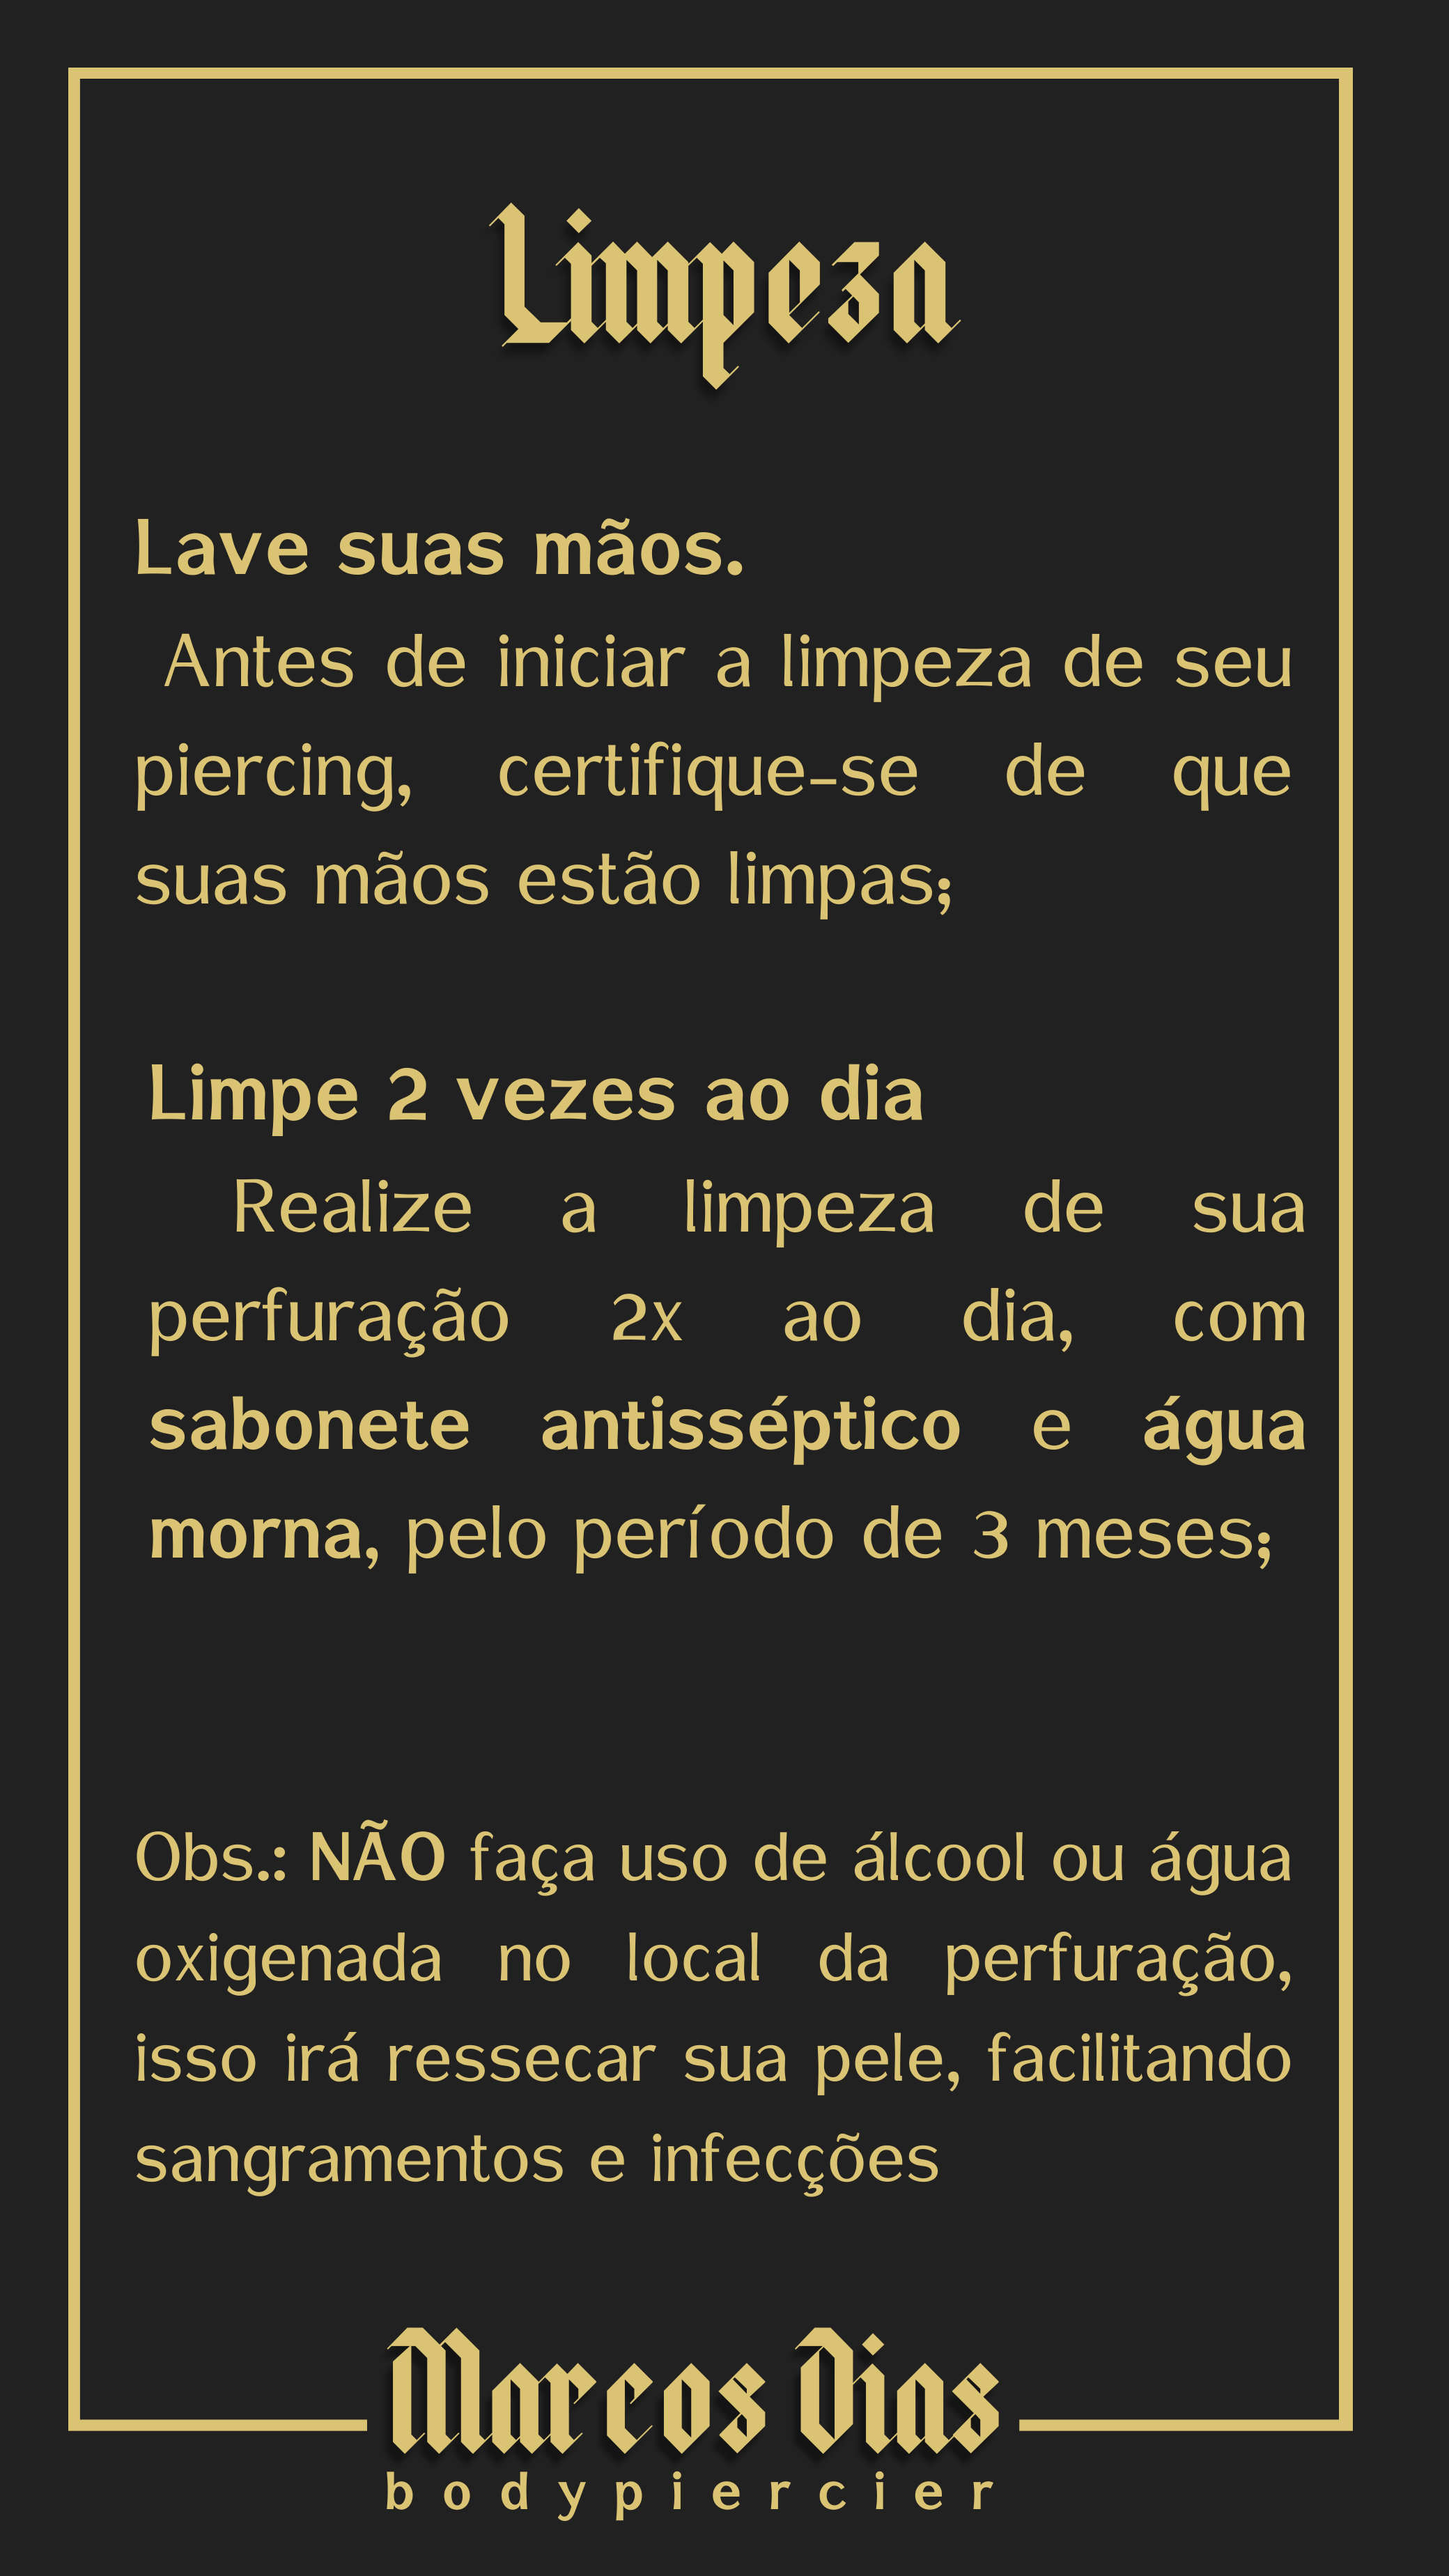 Limpeza
Lave suas mãos.
Antes de iniciar a limpeza de seu
piercing, certifique-se de que
suas mãos estão limpas;
Limpe 2 vezes ao dia
Realize a limpeza de sua
perfuração 2x ao dia, com
sabonete antisséptico e água
morna, pelo período de 3 meses;
Obs.: NÃO faça uso de álcool ou água
oxigenada no local da perfuração,
isso irá ressecar sua pele, facilitando
sangramentos e infecções
Marcos Dias
bodypiercier